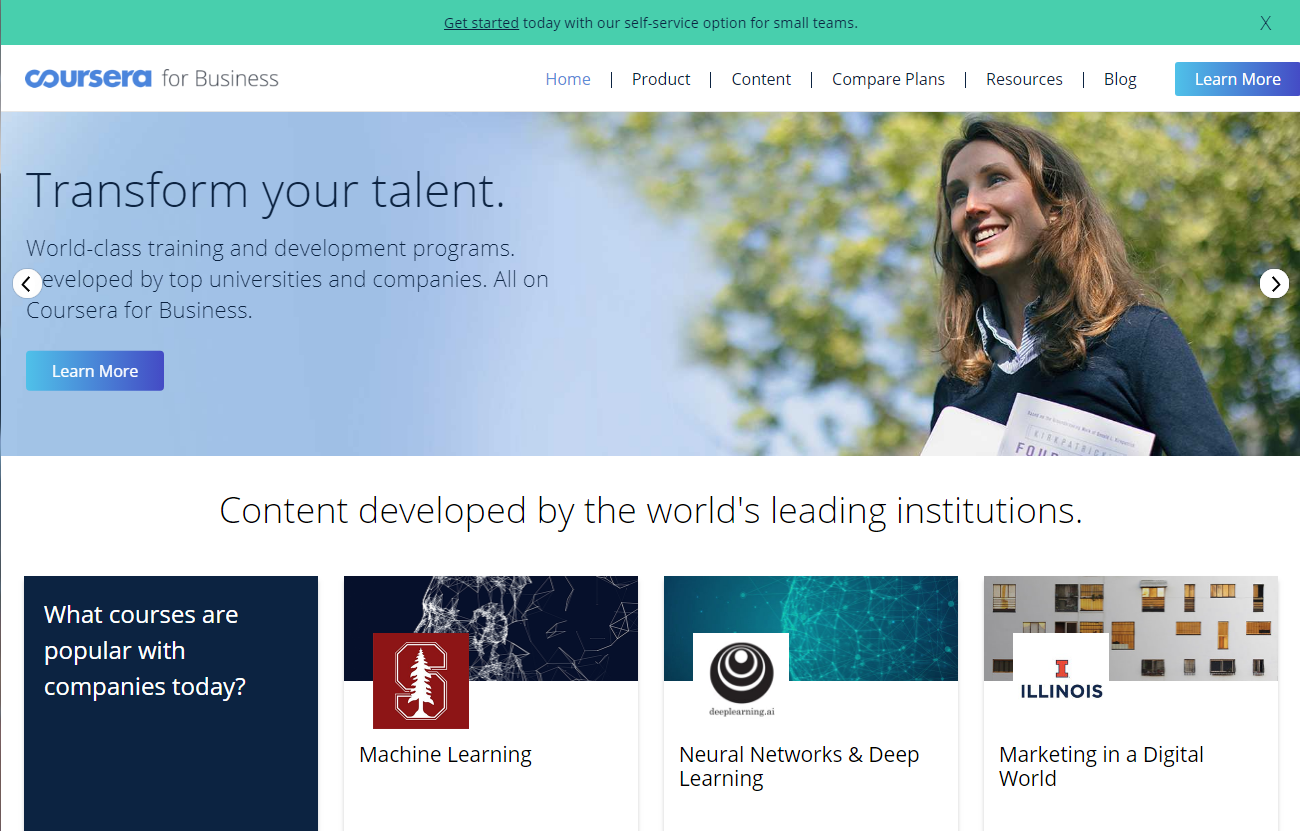 Get started today with our self-service option for small teams.
X
coursera for Business
Home | Product | Content | Compare Plans | Resources | Blog
Learn More
Transform your talent.
World-class training and development programs.
eveloped by top universities and companies. All on
Coursera for Business.
Learn More
KIRKPATRICK
FOUR
Content developed by the world's leading institutions.
What courses are
popular with
companies today?
S
Machine Learning
deeplearning.ai
Neural Networks & Deep
Learning
I
ILLINOIS
Marketing in a Digital
World